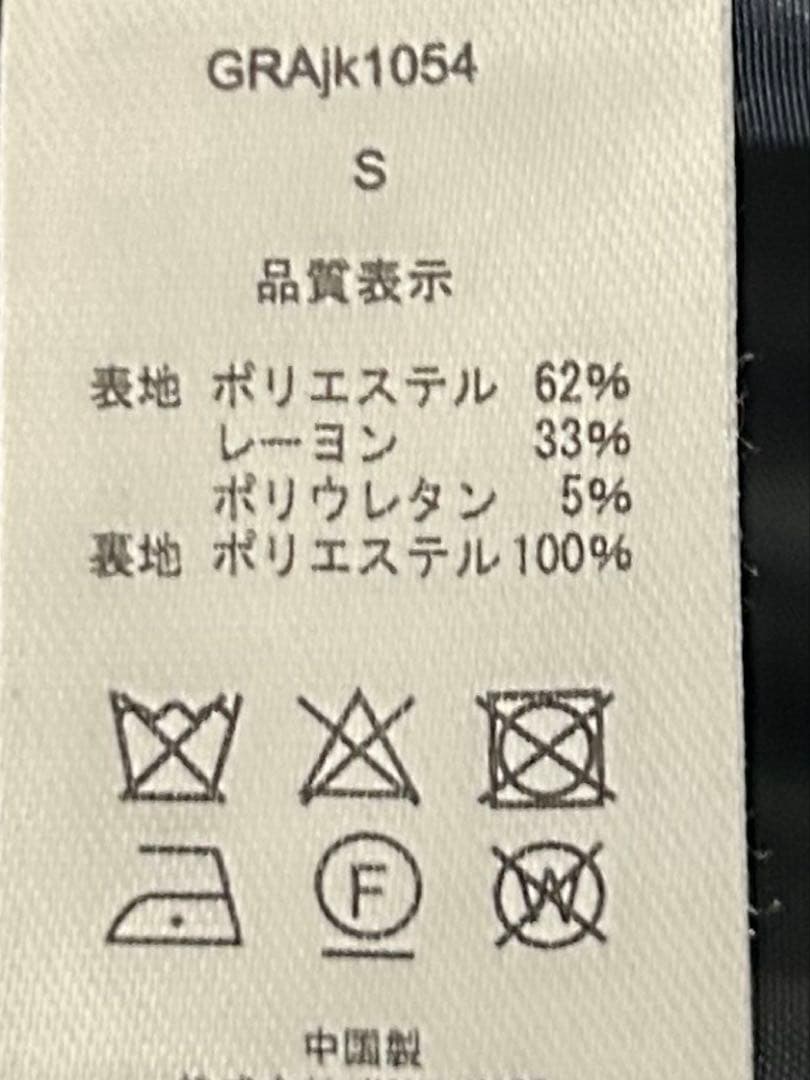 GRAjk1054
S
品質表示
表地 ポリエステル 62%
レーヨン 33%
ポリウレタン 5%
裏地 ポリエステル100%
F
W
中国製